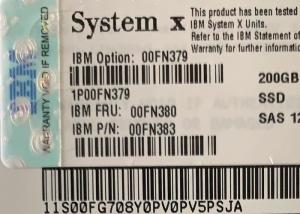 WARRANTY VOID IF REMOVED
IBM
System x
This product has been tested
IBM System X Units.
Refer to the IBM Statement of
Warranty for further information
IBM Option: 00FN379
1P00FN379
IBM FRU: 00FN380
IBM P/N: 00FN383
200GB
SSD
SAS 12
11S00FG708Y0PV0PV5PSJA